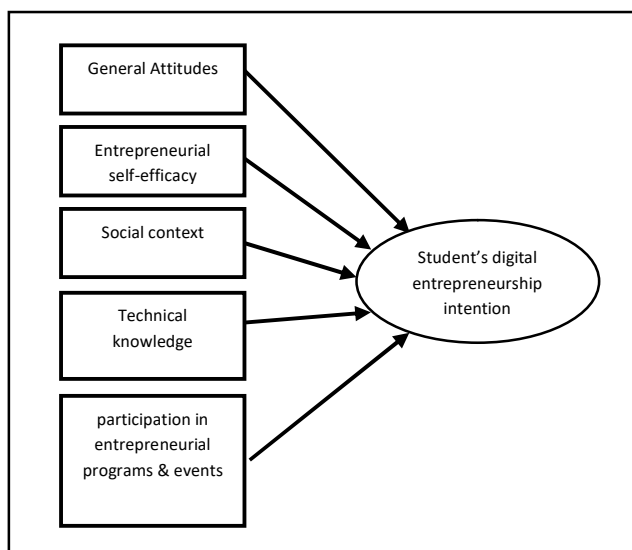 General Attitudes
Entrepreneurial
self-efficacy
Social context
Technical
knowledge
participation in
entrepreneurial
programs & events
Student’s digital
entrepreneurship
intention